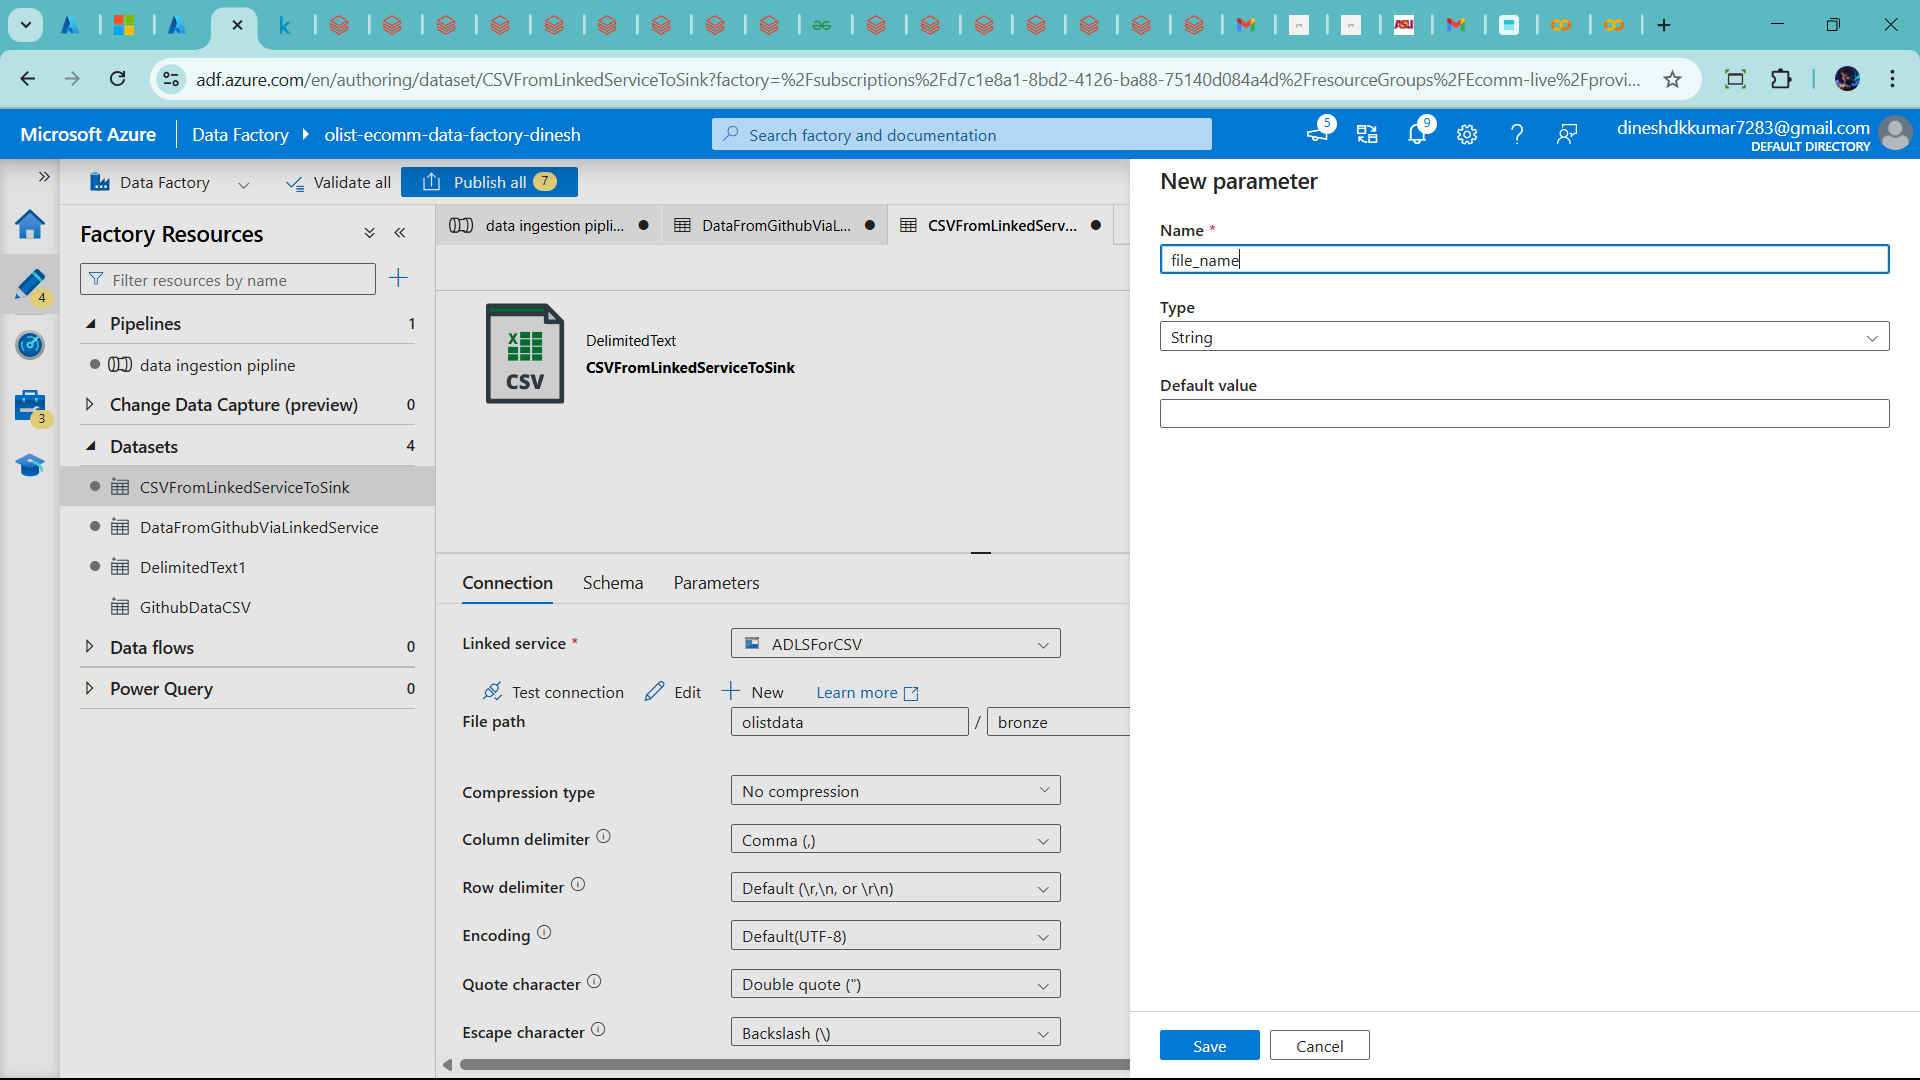 adf.azure.com/en/authoring/dataset/CSVFromLinkedServiceToSink?factory=%2Fsubscriptions%2Fd7c1e8a1-8bd2-4126-ba88-75140d084a4d%2FresourceGroups%2FEcomm-live%2Fprovi...
Microsoft Azure
Data Factory
olist-ecomm-data-factory-dinesh
Search factory and documentation
5
9
dineshdkkumar7283@gmail.com
DEFAULT DIRECTORY
Data Factory
Validate all
Publish all 7
Factory Resources
Filter resources by name
4
3
Pipelines 1
data ingestion pipline
Change Data Capture (preview) 0
Datasets 4
CSVFromLinkedServiceToSink
DataFromGithubViaLinkedService
DelimitedText1
GithubDataCSV
Data flows 0
Power Query 0
data ingestion pipli...
DataFromGithubViaL...
CSVFromLinkedServ...
CSV
DelimitedText
CSVFromLinkedServiceToSink
Connection
Schema
Parameters
Linked service *
ADLSForCSV
Test connection
Edit
New
Learn more
File path
olistdata / bronze
Compression type
No compression
Column delimiter
Comma (,)
Row delimiter
Default (\r,\n, or \r\n)
Encoding
Default(UTF-8)
Quote character
Double quote (")
Escape character
Backslash (\)
New parameter
Name *
file_name
Type
String
Default value
Save
Cancel
ASU